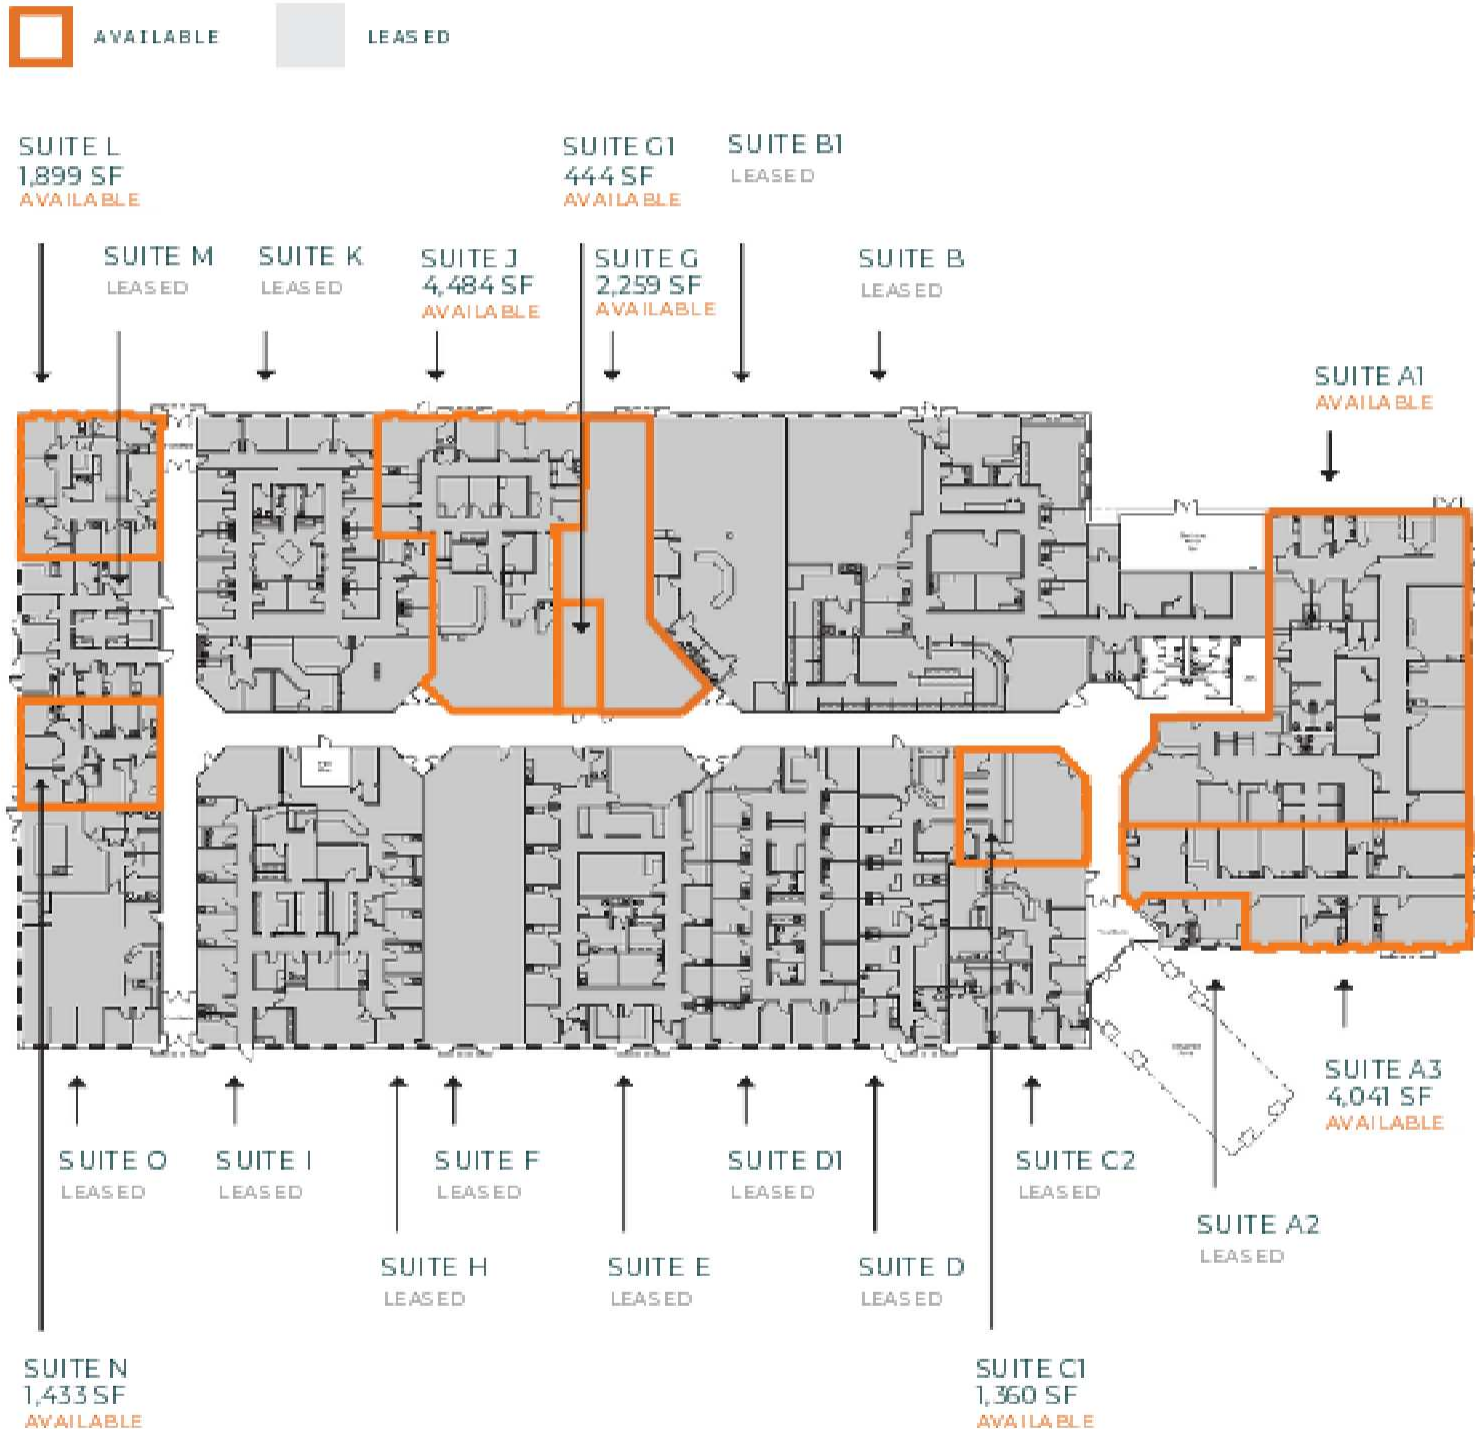 AVAILABLE
LEASED
SUITE L
1,899 SF
AVAILABLE
SUITE G1
444 SF
AVAILABLE
SUITE B1
LEASED
SUITE M
LEASED
SUITE K
LEASED
SUITE J
4,484 SF
AVAILABLE
SUITE G
2,259 SF
AVAILABLE
SUITE B
LEASED
SUITE A1
AVAILABLE
SUITE A3
4,041 SF
AVAILABLE
SUITE O
LEASED
SUITE I
LEASED
SUITE F
LEASED
SUITE D1
LEASED
SUITE C2
LEASED
SUITE A2
LEASED
SUITE H
LEASED
SUITE E
LEASED
SUITE D
LEASED
SUITE N
1,433 SF
AVAILABLE
SUITE C1
1,360 SF
AVAILABLE